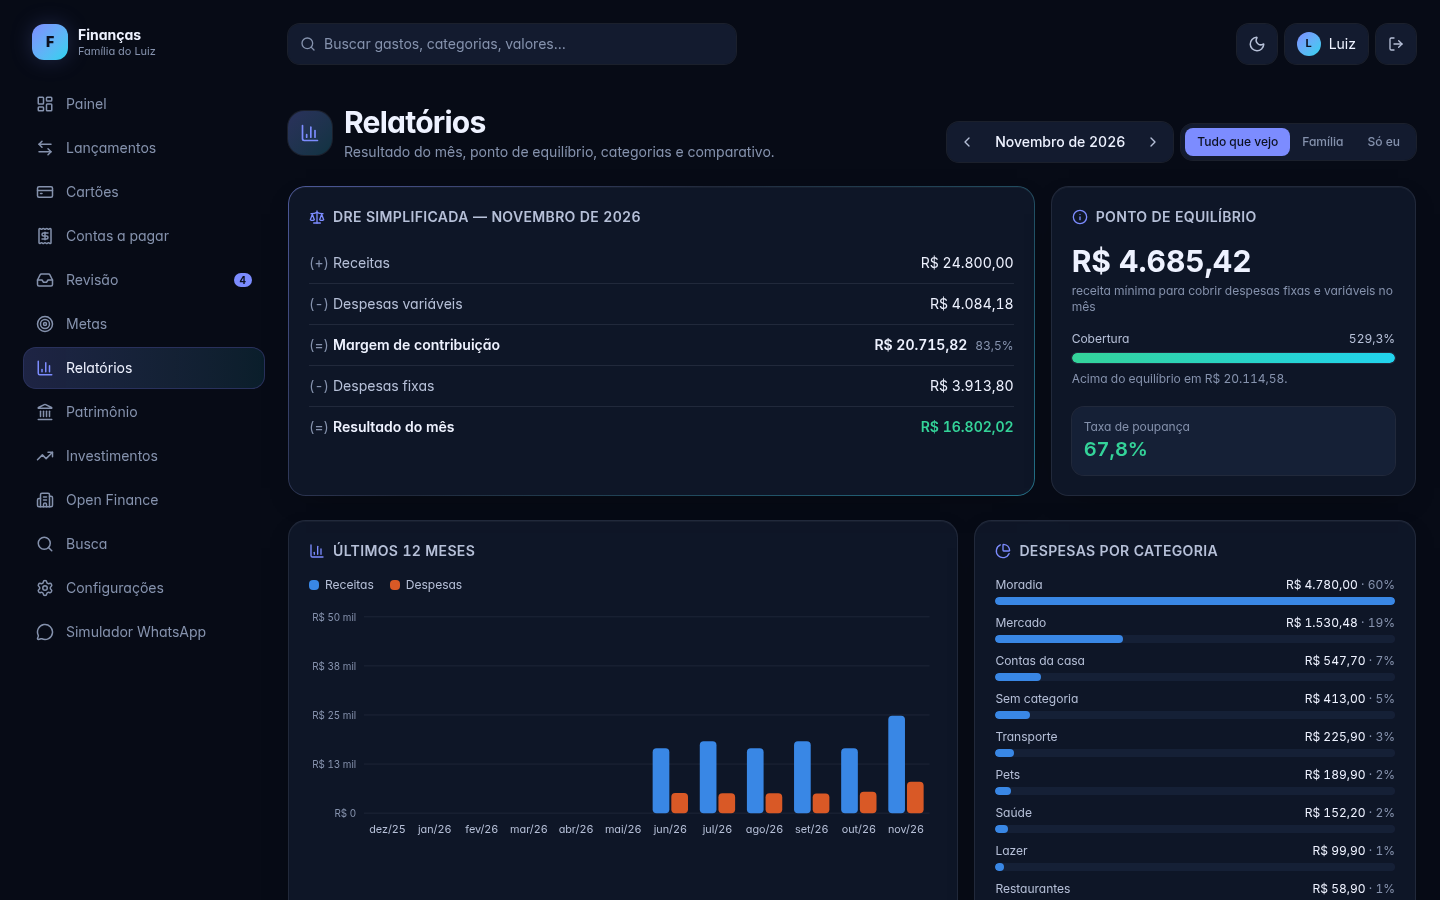 F
Finanças
Família do Luiz
Buscar gastos, categorias, valores...
L
Luiz
Painel
Lançamentos
Cartões
Contas a pagar
Revisão
4
Metas
Relatórios
Patrimônio
Investimentos
Open Finance
Busca
Configurações
Simulador WhatsApp
Relatórios
Resultado do mês, ponto de equilíbrio, categorias e comparativo.
Novembro de 2026
Tudo que vejo
Família
Só eu
DRE SIMPLIFICADA — NOVEMBRO DE 2026
(+) Receitas R$ 24.800,00
(-) Despesas variáveis R$ 4.084,18
(=) Margem de contribuição R$ 20.715,82 83,5%
(-) Despesas fixas R$ 3.913,80
(=) Resultado do mês R$ 16.802,02
PONTO DE EQUILÍBRIO
R$ 4.685,42
receita mínima para cobrir despesas fixas e variáveis no
mês
Cobertura 529,3%
Acima do equilíbrio em R$ 20.114,58.
Taxa de poupança
67,8%
ÚLTIMOS 12 MESES
Receitas Despesas
R$ 50 mil
R$ 38 mil
R$ 25 mil
R$ 13 mil
R$ 0
dez/25 jan/26 fev/26 mar/26 abr/26 mai/26 jun/26 jul/26 ago/26 set/26 out/26 nov/26
DESPESAS POR CATEGORIA
Moradia R$ 4.780,00 · 60%
Mercado R$ 1.530,48 · 19%
Contas da casa R$ 547,70 · 7%
Sem categoria R$ 413,00 · 5%
Transporte R$ 225,90 · 3%
Pets R$ 189,90 · 2%
Saúde R$ 152,20 · 2%
Lazer R$ 99,90 · 1%
Restaurantes R$ 58,90 · 1%